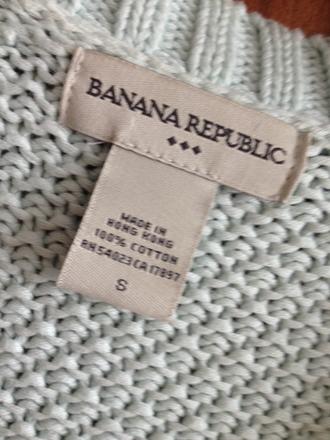 BANANA REPUBLIC
MADE IN
HONG KONG
100% COTTON
RN54023 CA17897
S